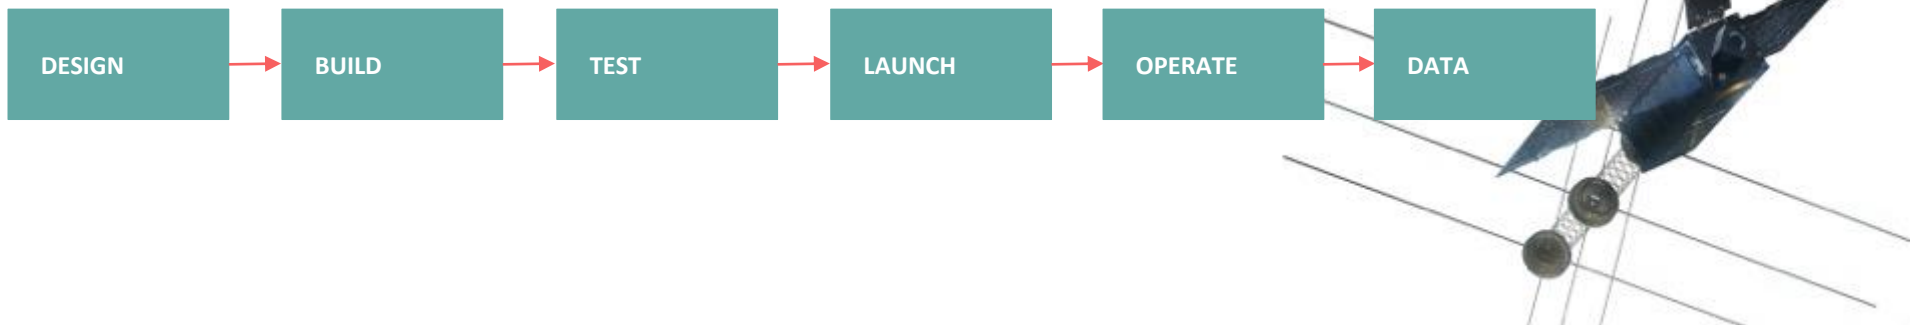 DESIGN
BUILD
TEST
LAUNCH
OPERATE
DATA